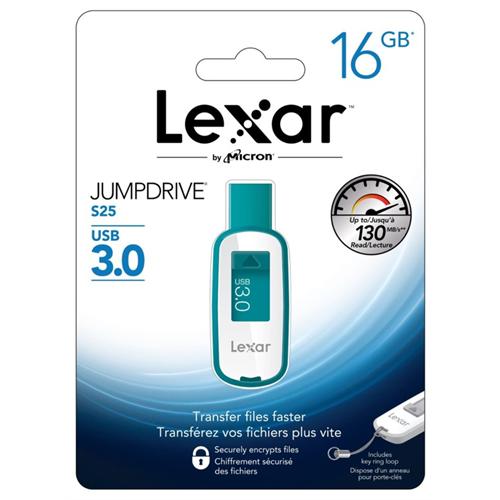 16 GB*
Lexar
by Micron®
JUMPDRIVE®
S25
USB
3.0
Up to/Jusqu'à
130 MB/s**
Read/Lecture
USB
3.0
Lexar
Transfer files faster
Transférez vos fichiers plus vite
Securely encrypts files
Chiffrement sécurisé
des fichiers
Includes
key ring loop
Dispose d'un anneau
pour porte-clés